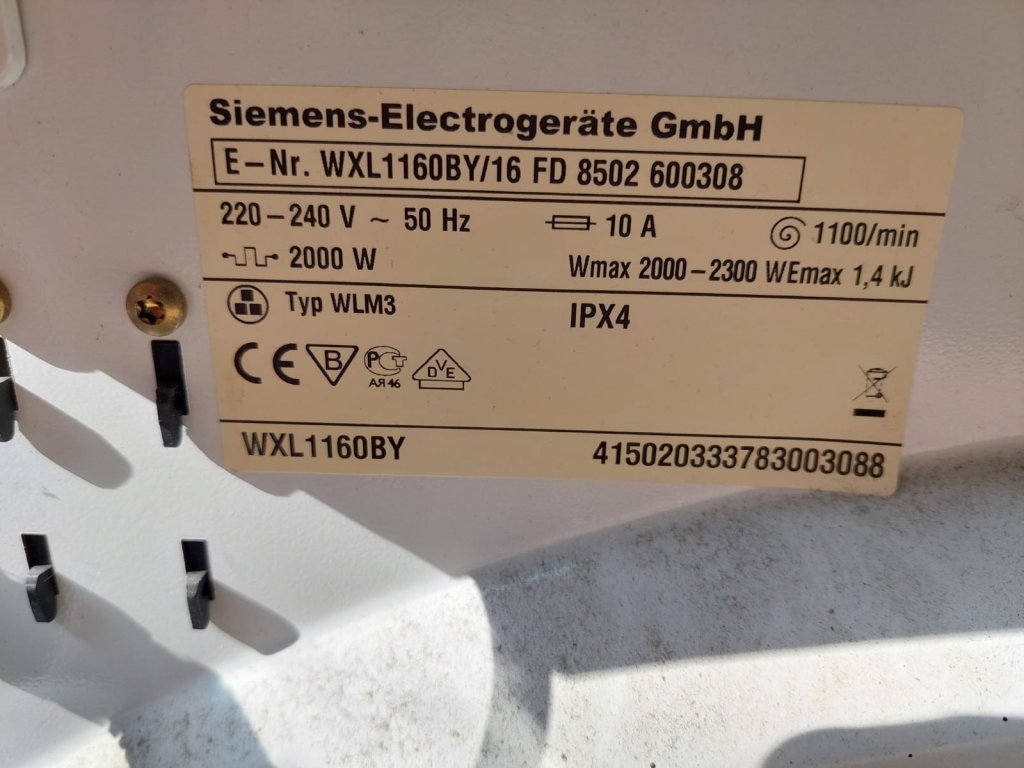 Siemens-Electrogeräte GmbH
E-Nr. WXL1160BY/16 FD 8502 600308
220-240 V ~ 50 Hz 10 A 1100/min
2000 W Wmax 2000-2300 WEmax 1,4 kJ
Typ WLM3 IPX4
CE B PCT DVE
АЯ46
WXL1160BY 415020333783003088